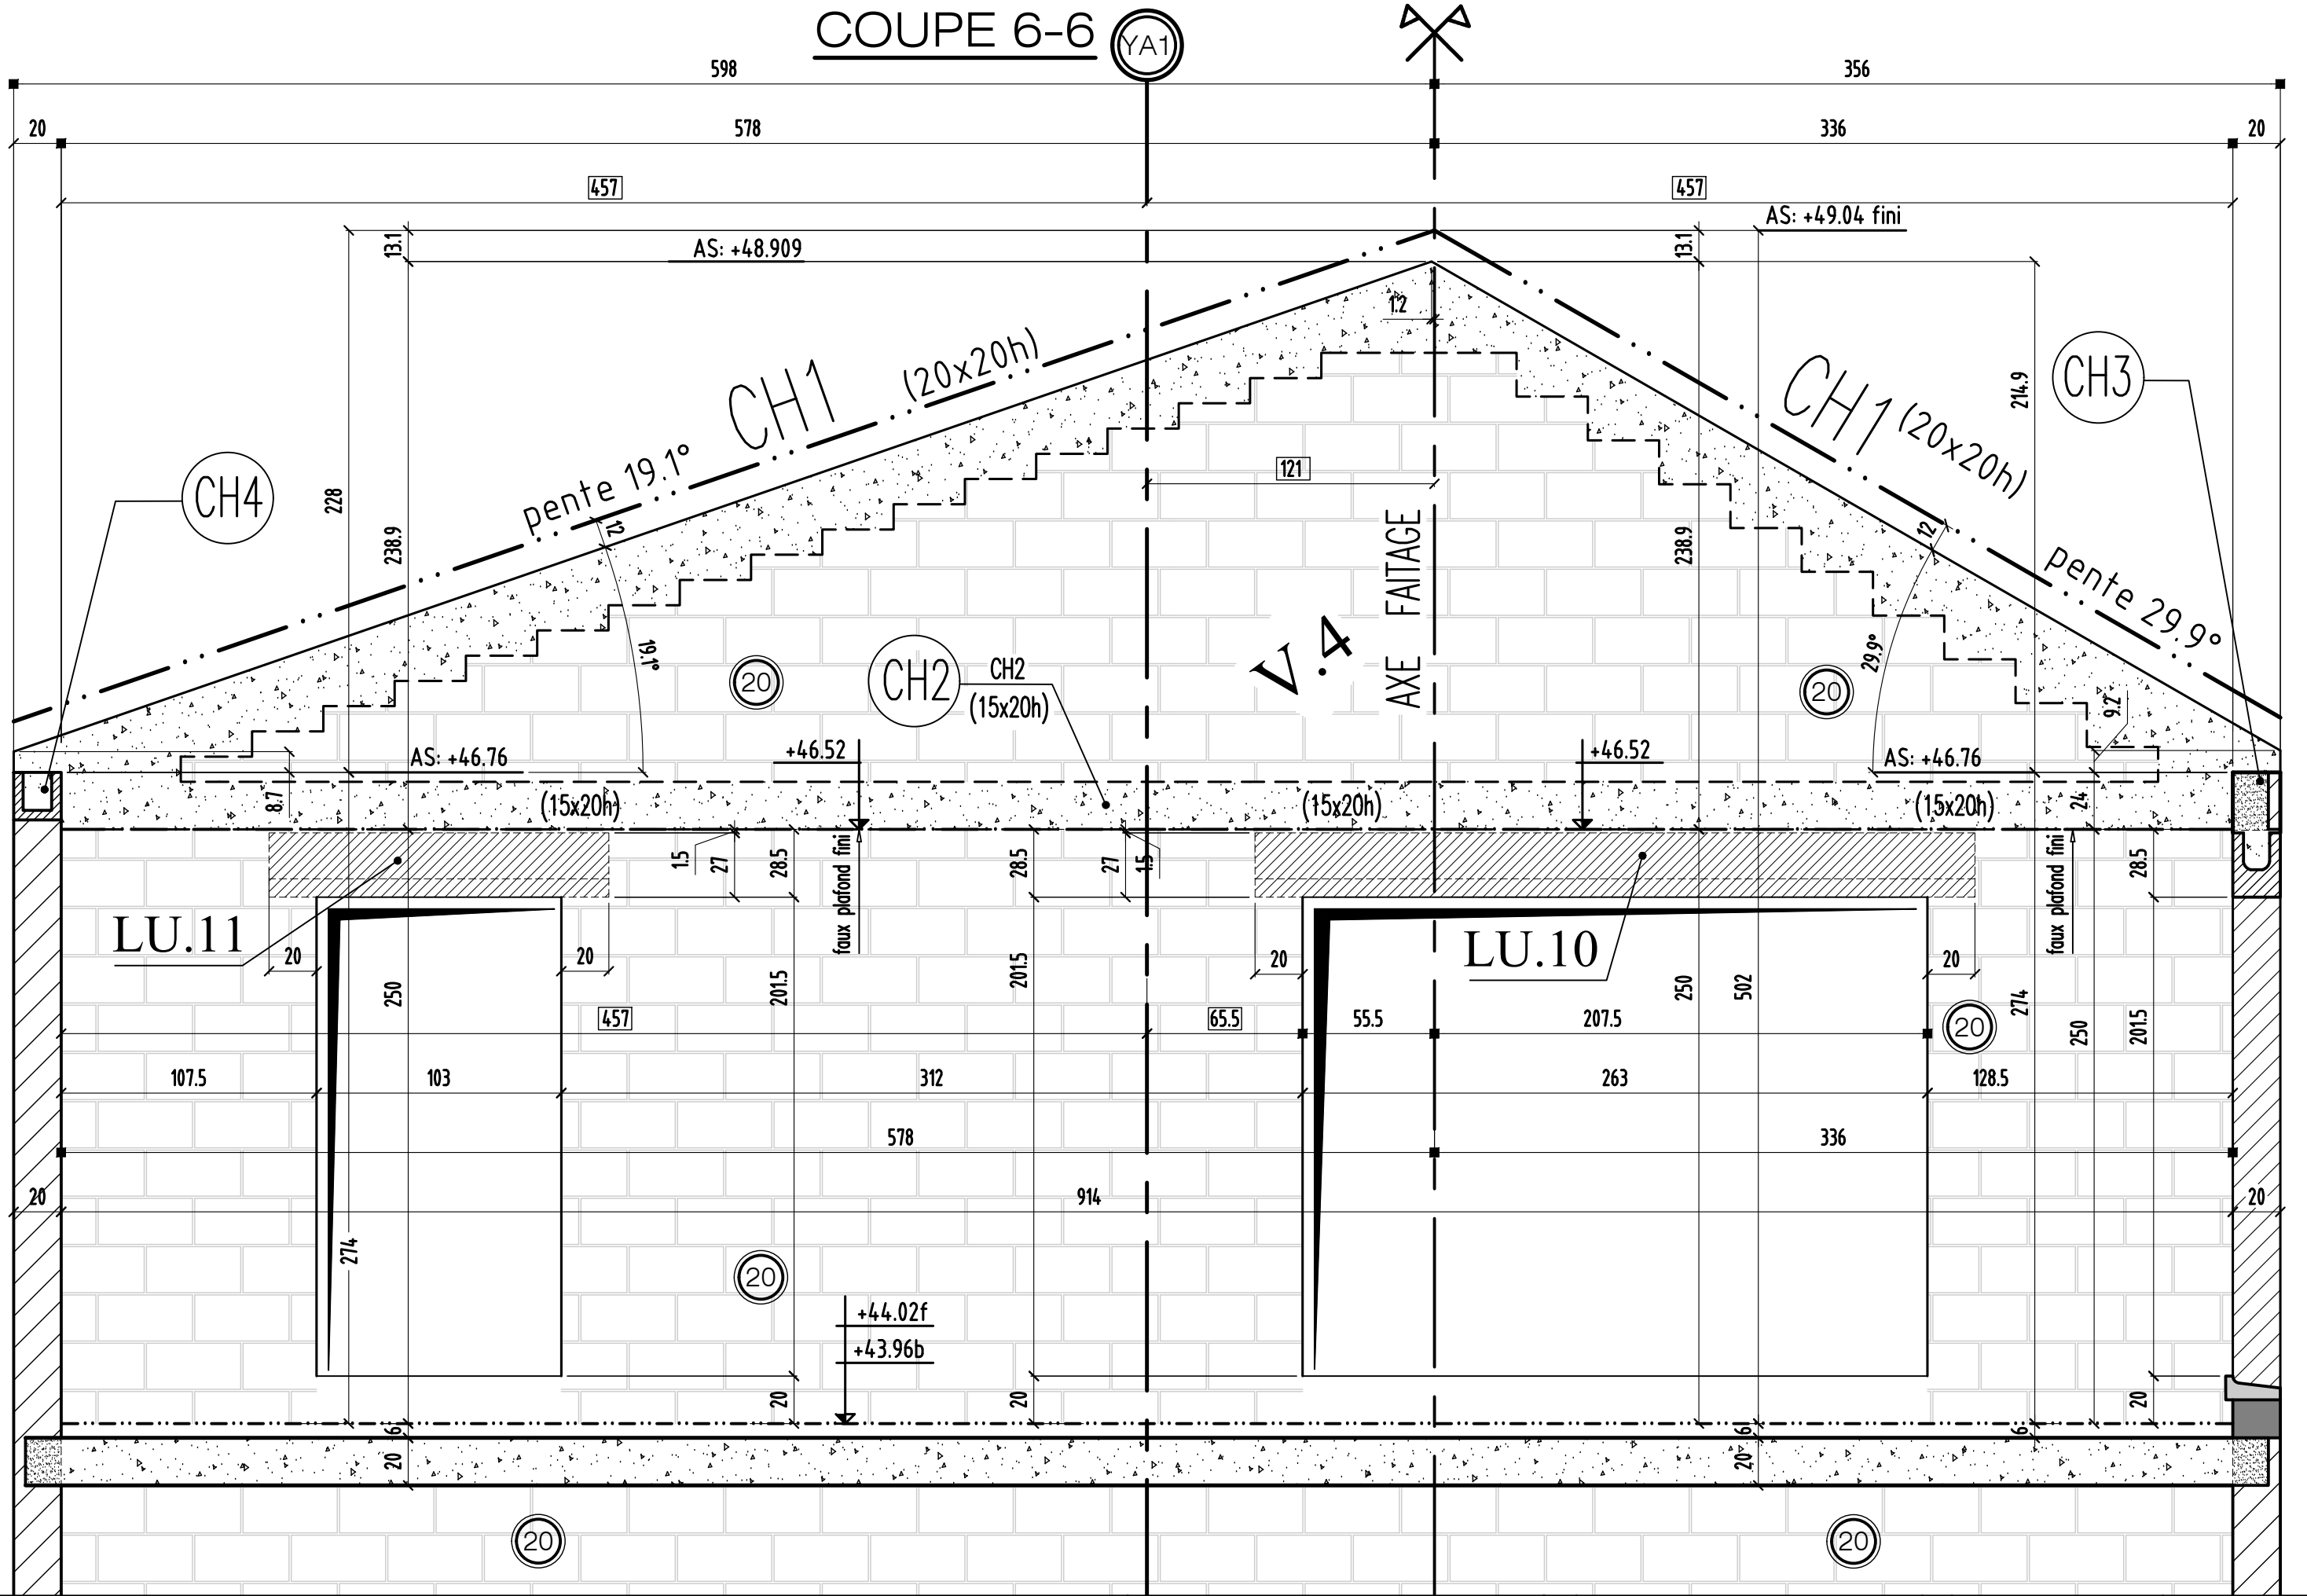 COUPE 6-6
YA1
598
356
20
578
336
20
457
457
AS: +49.04 fini
13.1
AS: +48.909
13.1
1.2
CH1
(20x20h)
pente 19.1°
CH1 (20x20h)
pente 29.9°
CH3
CH4
214.9
121
228
238.9
12
19.1°
238.9
12
29.9°
AXE FAITAGE
V.4
20
CH2
CH2
(15x20h)
20
9.2
AS: +46.76
+46.52
+46.52
AS: +46.76
8.7
(15x20h)
(15x20h)
(15x20h)
24
1.5
27
28.5
faux plafond fini
28.5
27
1.5
faux plafond fini
28.5
LU.11
LU.10
20
20
20
20
250
201.5
201.5
250
502
274
250
201.5
457
65.5
55.5
207.5
20
107.5
103
312
263
128.5
578
336
20
914
20
274
20
+44.02f
+43.96b
20
20
20
6
6
6
20
20
20
20